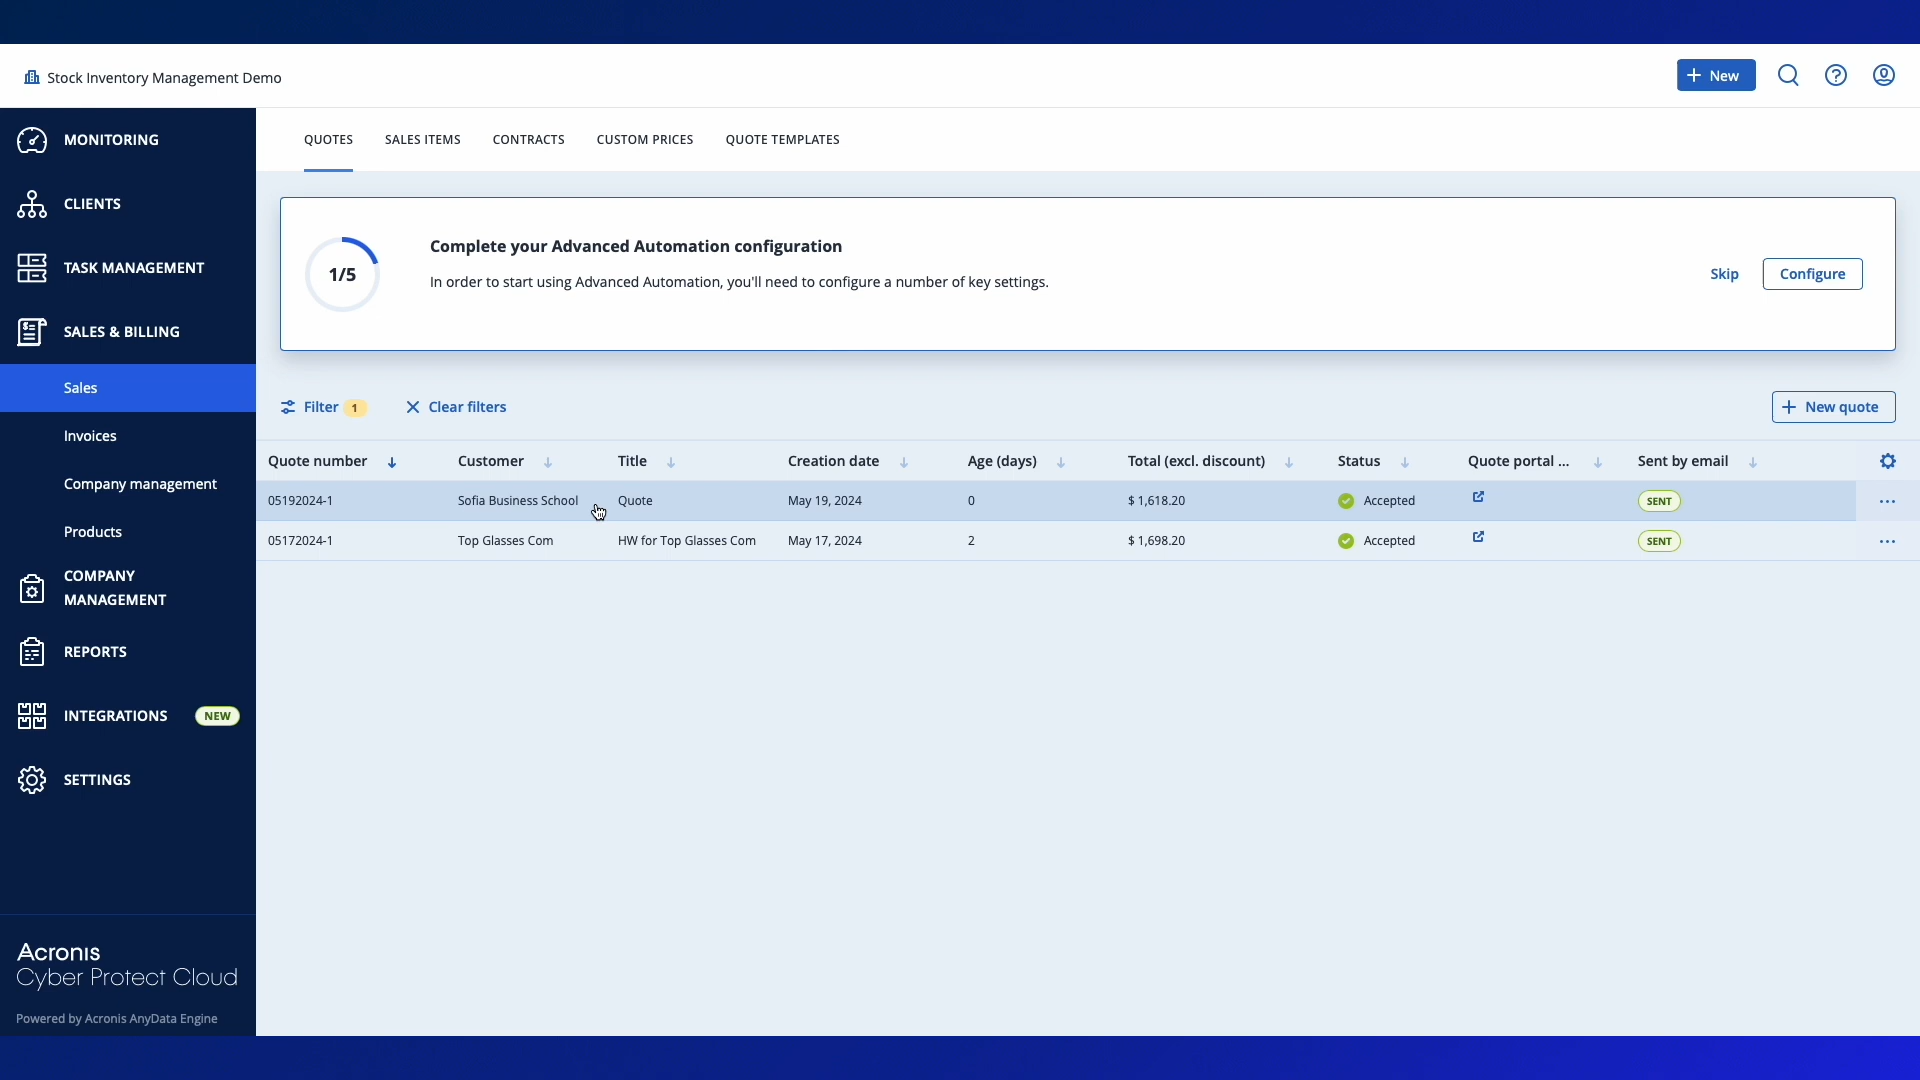 Stock Inventory Management Demo
New
MONITORING
CLIENTS
TASK MANAGEMENT
SALES & BILLING
Sales
Invoices
Company management
Products
COMPANY
MANAGEMENT
REPORTS
INTEGRATIONS NEW
SETTINGS
Acronis
Cyber Protect Cloud
Powered by Acronis AnyData Engine
QUOTES SALES ITEMS CONTRACTS CUSTOM PRICES QUOTE TEMPLATES
1/5
Complete your Advanced Automation configuration
In order to start using Advanced Automation, you'll need to configure a number of key settings.
Skip Configure
Filter 1 Clear filters
New quote
Quote number Customer Title Creation date Age (days) Total (excl. discount) Status Quote portal ... Sent by email
05192024-1 Sofia Business School Quote May 19, 2024 0 $ 1,618.20 Accepted SENT
05172024-1 Top Glasses Com HW for Top Glasses Com May 17, 2024 2 $ 1,698.20 Accepted SENT